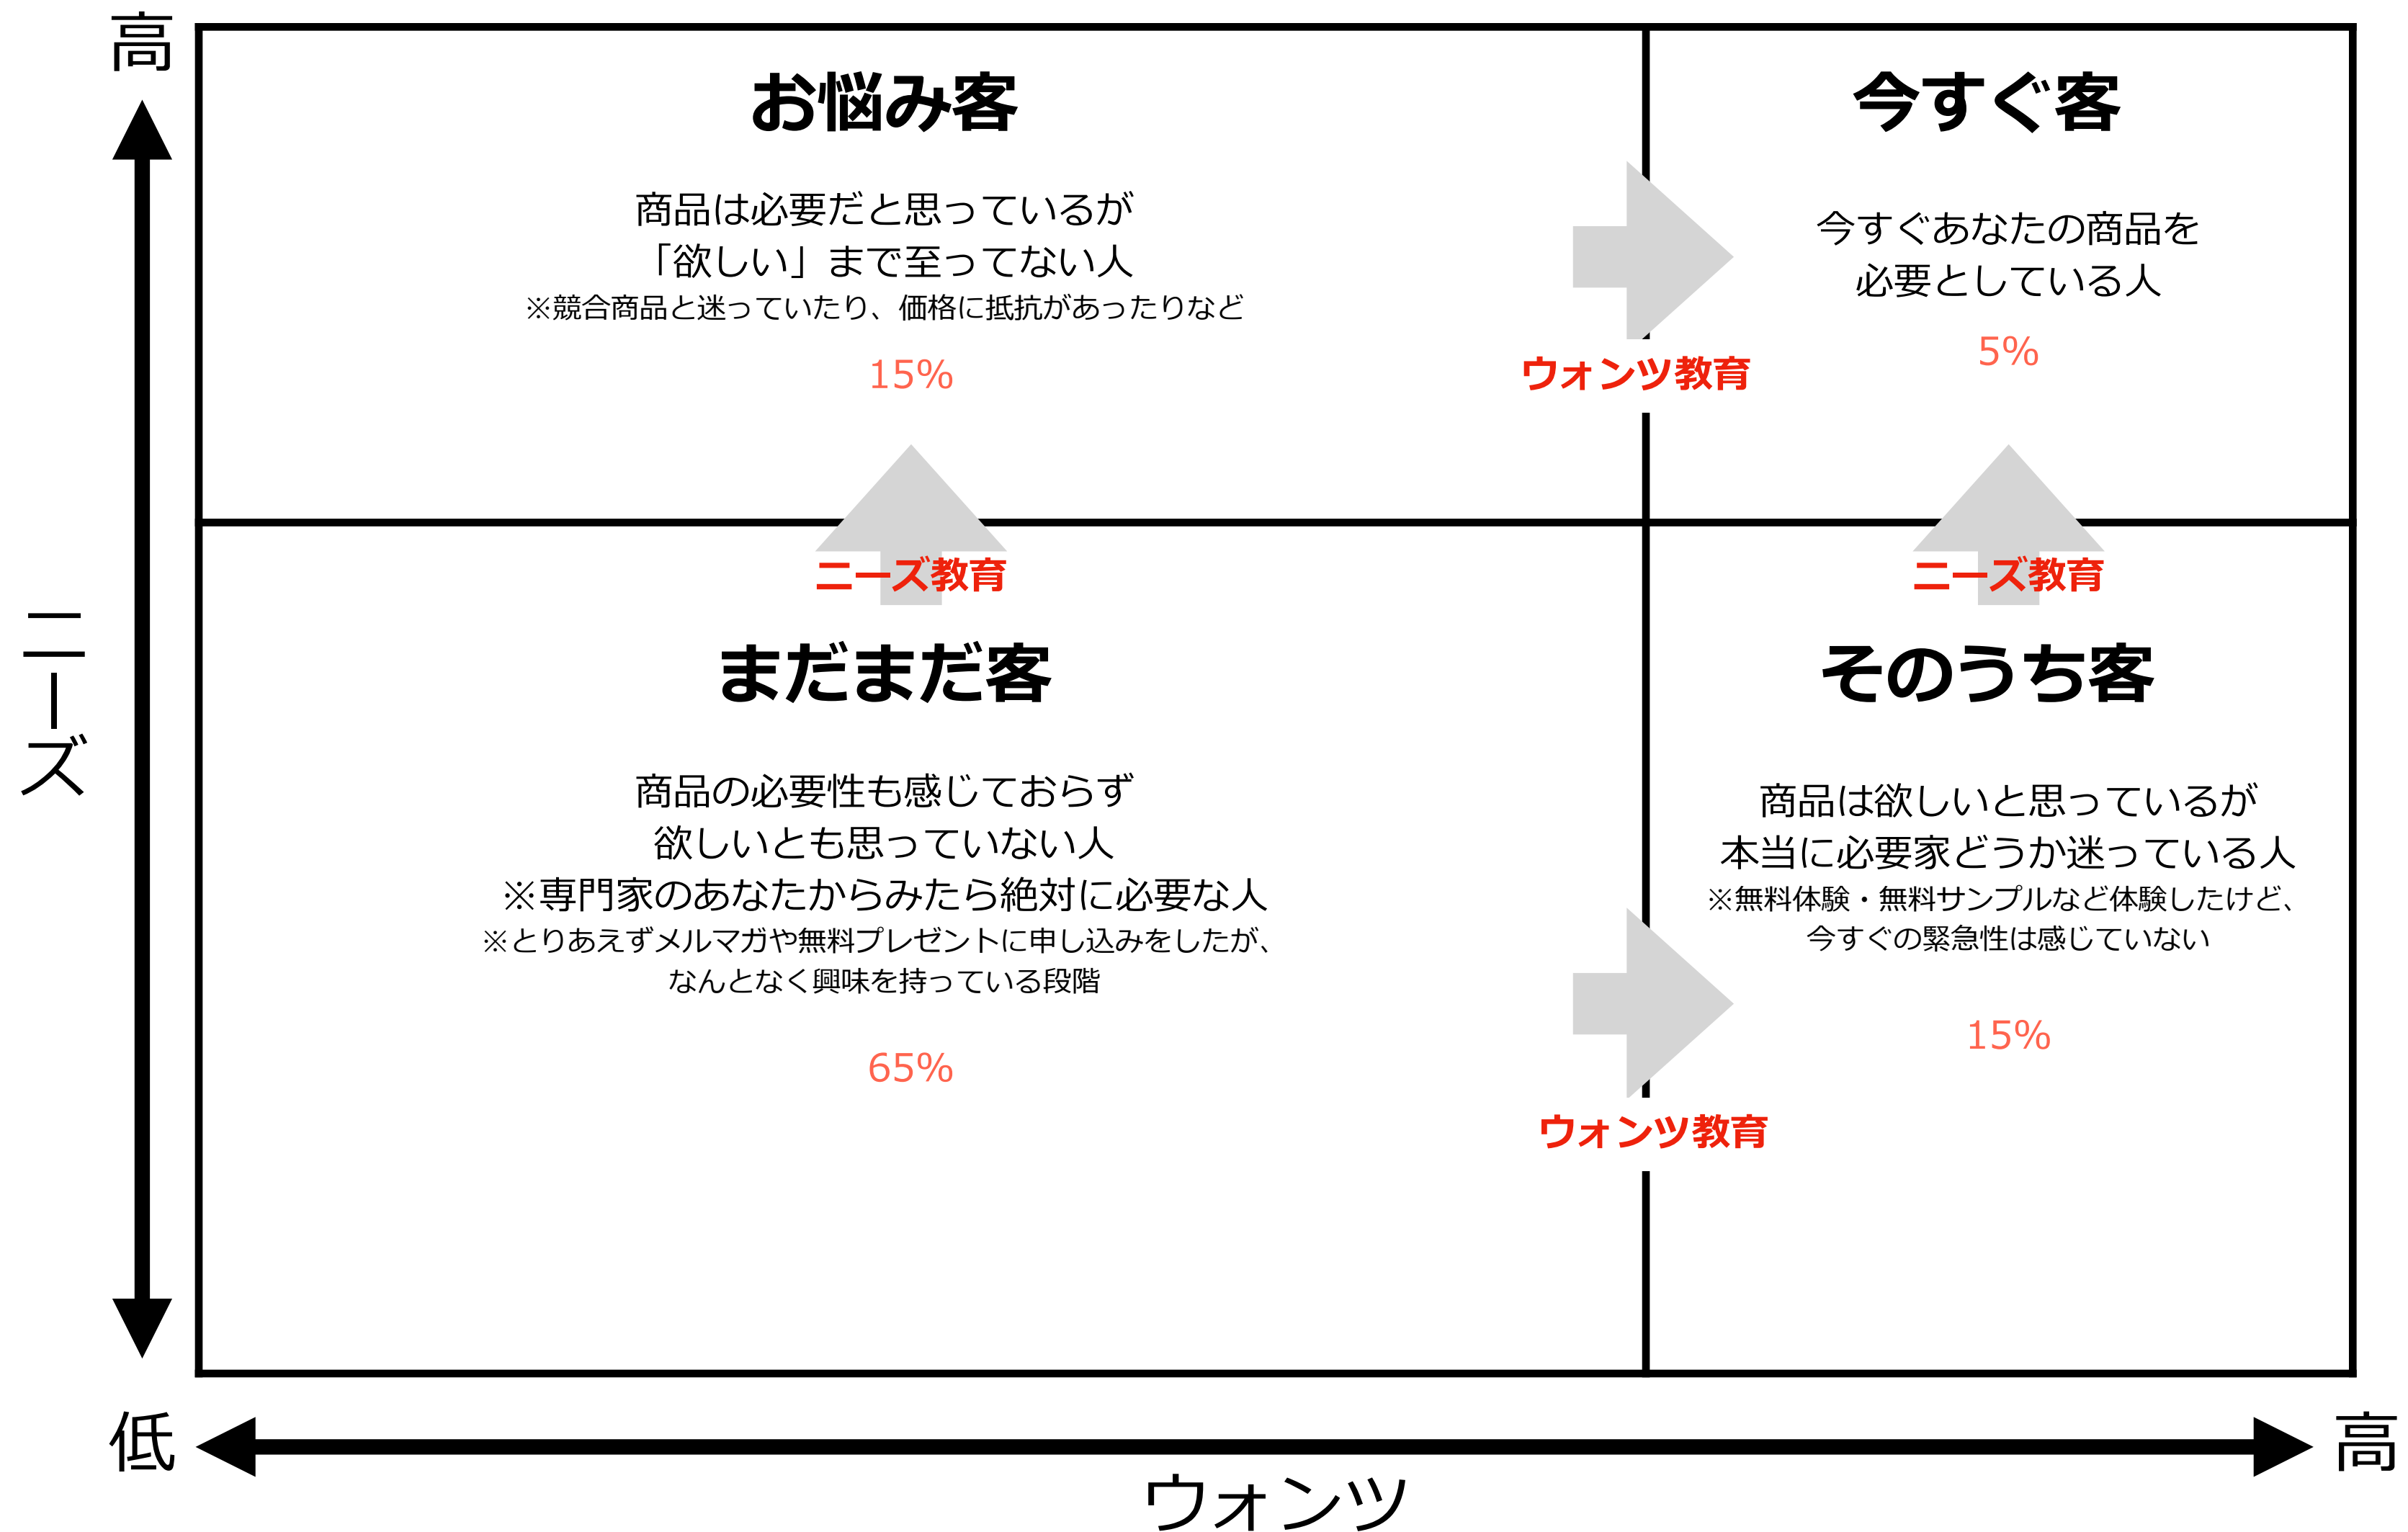 高
お悩み客
商品は必要だと思っているが
「欲しい」まで至ってない人
※競合商品と迷っていたり、価格に抵抗があったりなど
15%
今すぐ客
今すぐあなたの商品を
必要としている人
5%
ウォンツ教育
ニーズ教育
ニーズ教育
ニーズ
まだまだ客
商品の必要性も感じておらず
欲しいとも思っていない人
※専門家のあなたからみたら絶対に必要な人
※とりあえずメルマガや無料プレゼントに申し込みをしたが、
なんとなく興味を持っている段階
65%
そのうち客
商品は欲しいと思っているが
本当に必要家どうか迷っている人
※無料体験・無料サンプルなど体験したけど、
今すぐの緊急性は感じていない
15%
ウォンツ教育
低
高
ウォンツ